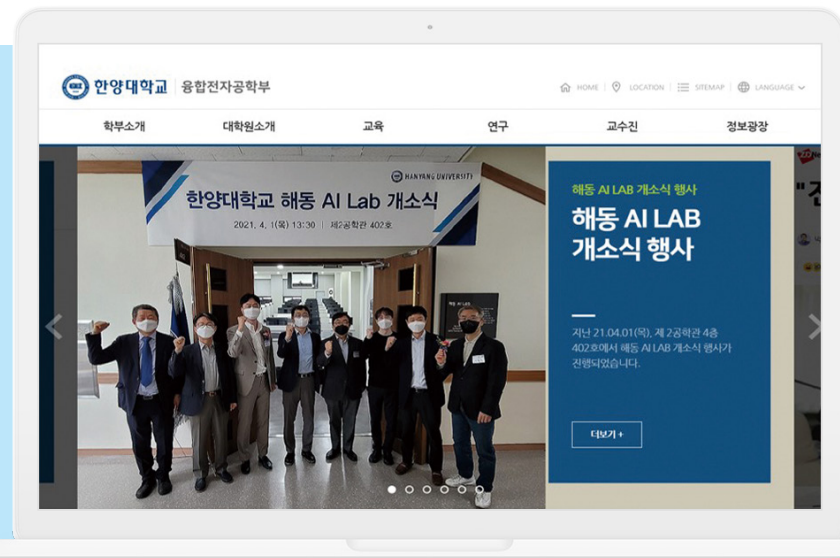 한양대학교 융합전자공학부
HOME LOCATION SITEMAP LANGUAGE
학부소개 대학원소개 교육 연구 교수진 정보광장
HANYANG UNIVERSITY
한양대학교 해동 AI Lab 개소식
2021. 4. 1(목) 13:30 | 제2공학관 402호
해동 AI LAB 개소식 행사
해동 AI LAB
개소식 행사
지난 21.04.01(목), 제 2공학관 4층
402호에서 해동 AI LAB 개소식 행사가
진행되었습니다.
더보기 +